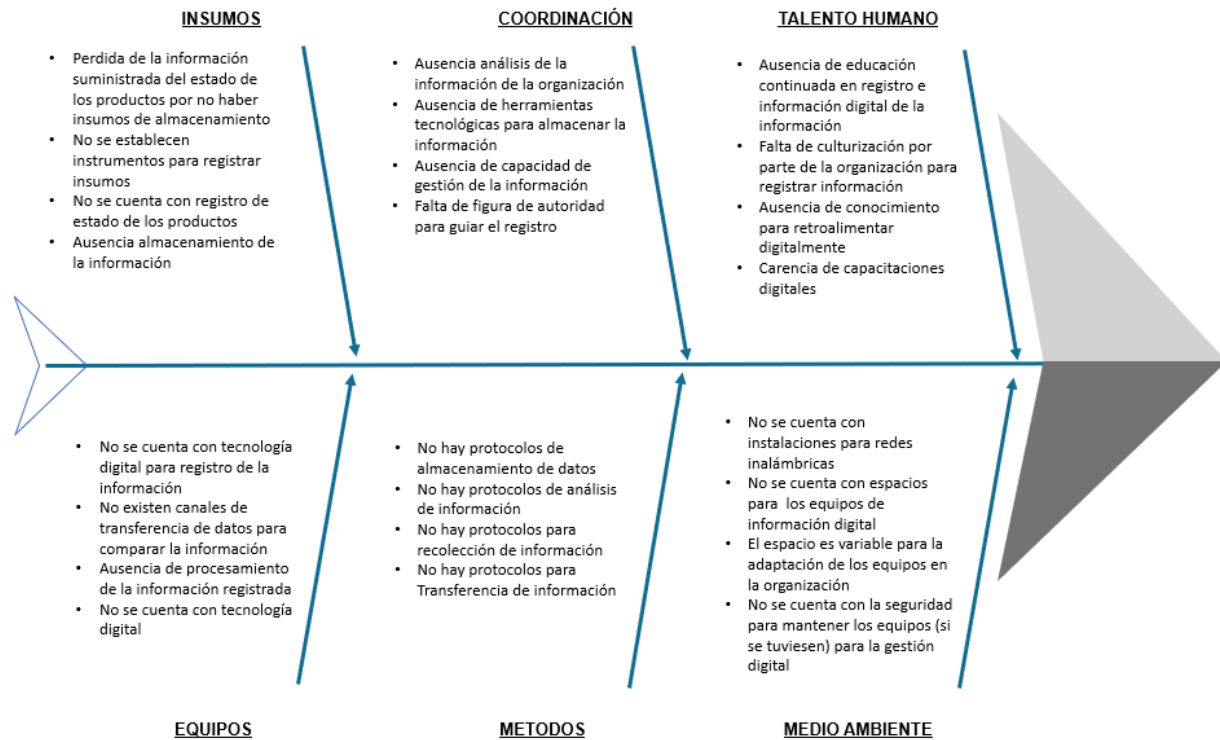 INSUMOS
• Perdida de la información
suministrada del estado de
los productos por no haber
insumos de almacenamiento
• No se establecen
instrumentos para registrar
insumos
• No se cuenta con registro de
estado de los productos
• Ausencia almacenamiento de
la información
COORDINACIÓN
• Ausencia análisis de la
información de la organización
• Ausencia de herramientas
tecnológicas para almacenar la
información
• Ausencia de capacidad de
gestión de la información
• Falta de figura de autoridad
para guiar el registro
TALENTO HUMANO
• Ausencia de educación
continuada en registro e
información digital de la
información
• Falta de culturización por
parte de la organización para
registrar información
• Ausencia de conocimiento
para retroalimentar
digitalmente
• Carencia de capacitaciones
digitales
• No se cuenta con tecnología
digital para registro de la
información
• No existen canales de
transferencia de datos para
comparar la información
• Ausencia de procesamiento
de la información registrada
• No se cuenta con tecnología
digital
EQUIPOS
• No hay protocolos de
almacenamiento de datos
• No hay protocolos de análisis
de información
• No hay protocolos para
recolección de información
• No hay protocolos para
Transferencia de información
METODOS
• No se cuenta con
instalaciones para redes
inalámbricas
• No se cuenta con espacios
para los equipos de
información digital
• El espacio es variable para la
adaptación de los equipos en
la organización
• No se cuenta con la seguridad
para mantener los equipos (si
se tuviesen) para la gestión
digital
MEDIO AMBIENTE